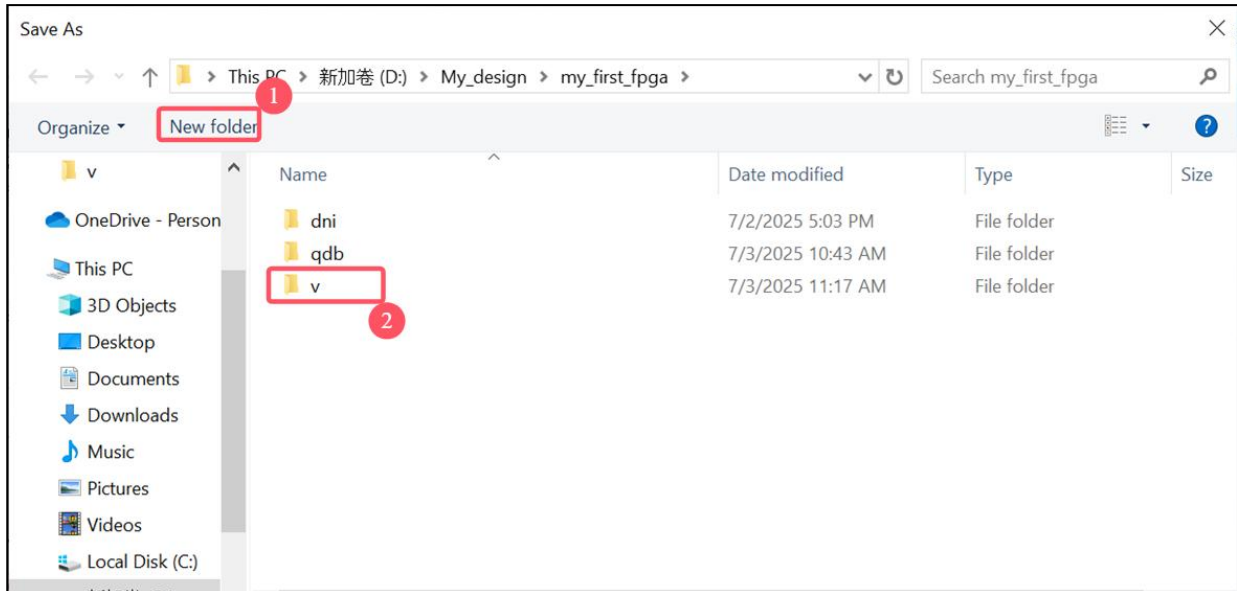 Save As
This PC > 新加卷 (D:) > My_design > my_first_fpga >
Search my_first_fpga
1
Organize
New folder
?
v
OneDrive - Person
This PC
3D Objects
Desktop
Documents
Downloads
Music
Pictures
Videos
Local Disk (C:)
Name Date modified Type Size
dni 7/2/2025 5:03 PM File folder
qdb 7/3/2025 10:43 AM File folder
v 7/3/2025 11:17 AM File folder
2